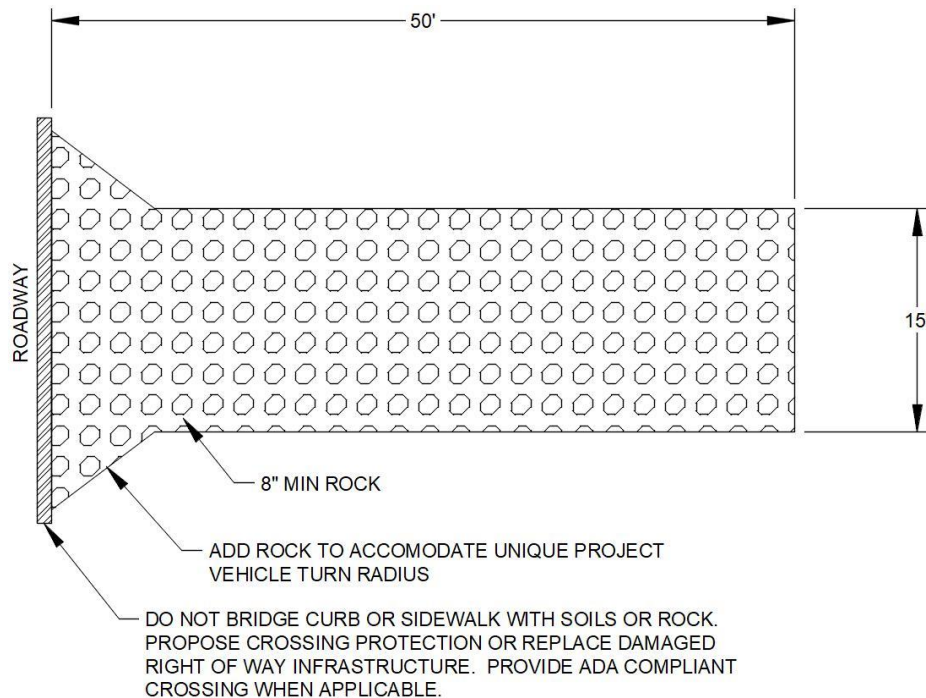 50'
ROADWAY
15'
8" MIN ROCK
ADD ROCK TO ACCOMODATE UNIQUE PROJECT
VEHICLE TURN RADIUS
DO NOT BRIDGE CURB OR SIDEWALK WITH SOILS OR ROCK.
PROPOSE CROSSING PROTECTION OR REPLACE DAMAGED
RIGHT OF WAY INFRASTRUCTURE.  PROVIDE ADA COMPLIANT
CROSSING WHEN APPLICABLE.